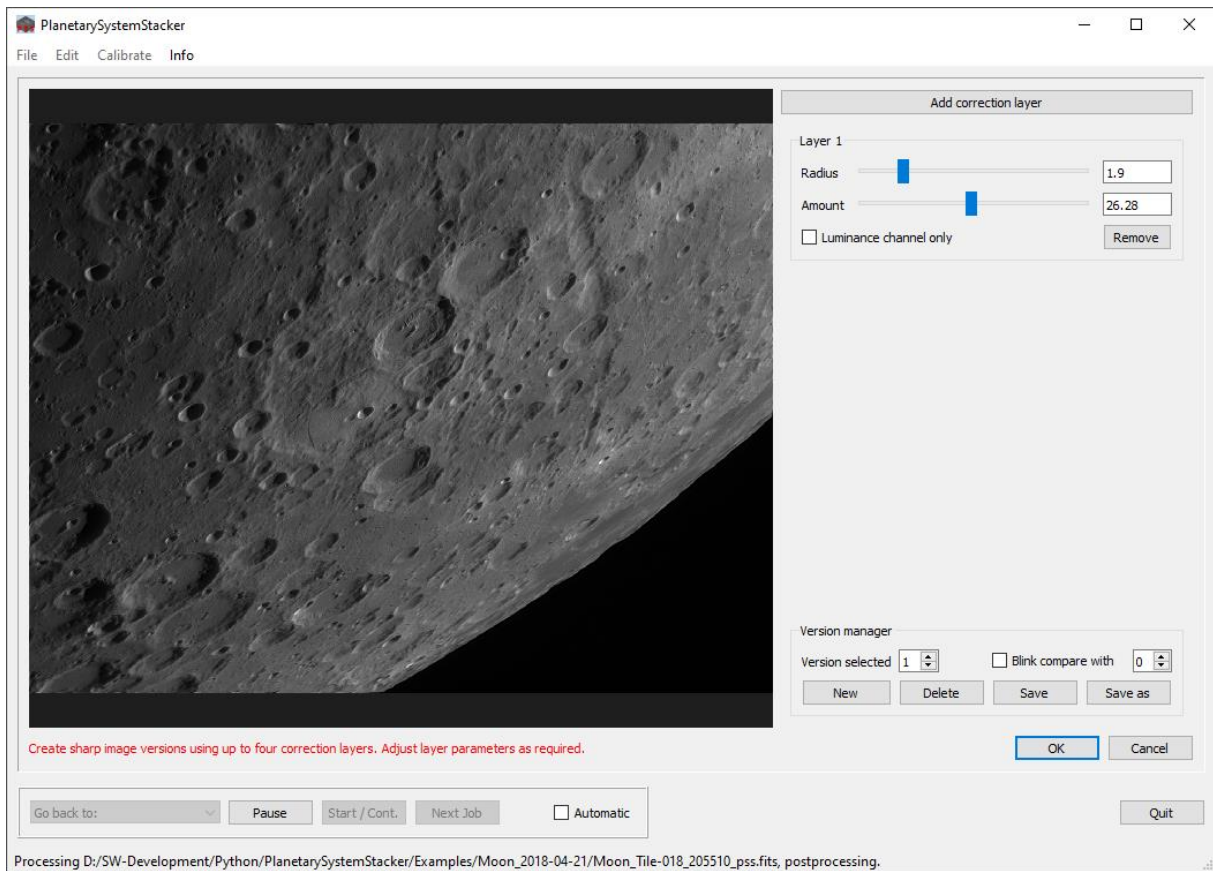 PlanetarySystemStacker
File Edit Calibrate Info
Add correction layer
Layer 1
Radius 1.9
Amount 26.28
Luminance channel only Remove
Version manager
Version selected 1 Blink compare with 0
New Delete Save Save as
Create sharp image versions using up to four correction layers. Adjust layer parameters as required.
OK Cancel
Go back to: Pause Start / Cont. Next Job Automatic Quit
Processing D:/SW-Development/Python/PlanetarySystemStacker/Examples/Moon_2018-04-21/Moon_Tile-018_205510_pss.fits, postprocessing.